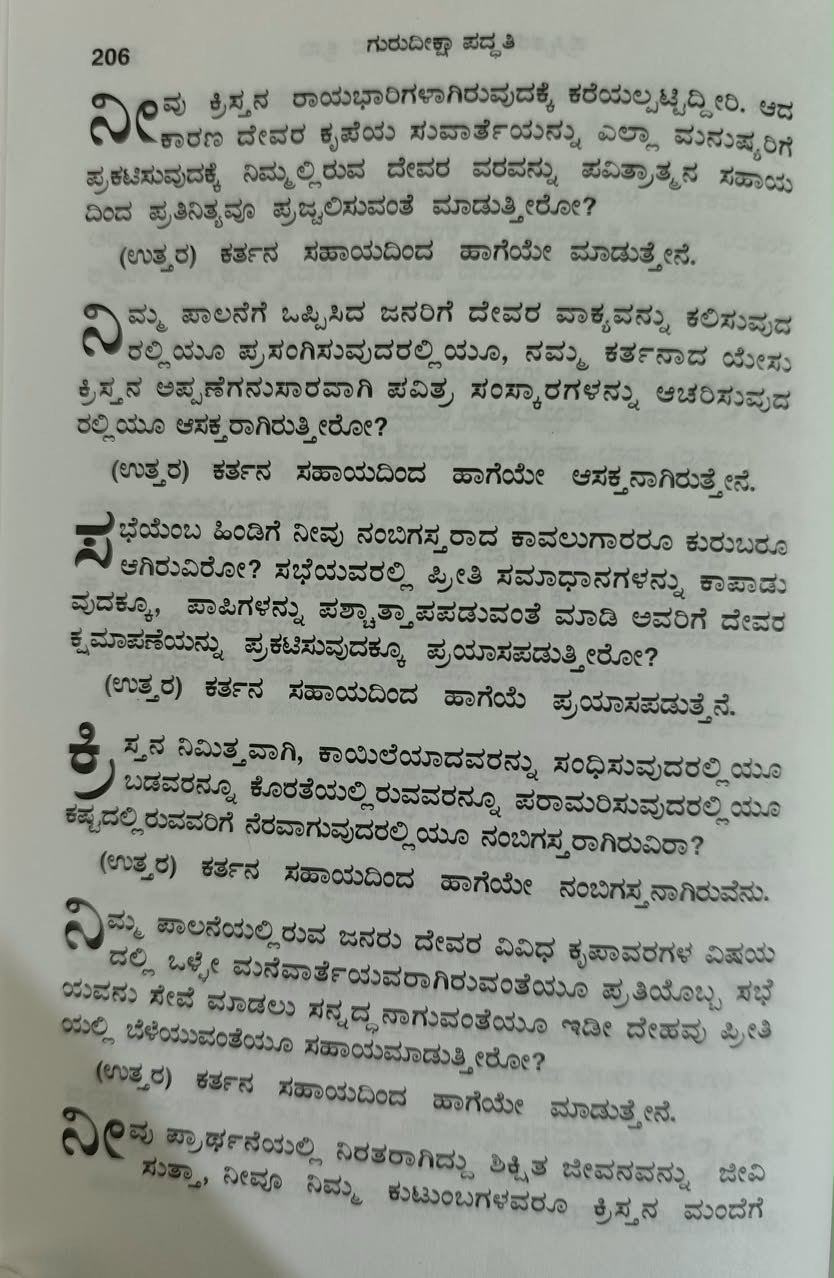 206
ಗುರುದೀಕ್ಷಾ ಪದ್ಧತಿ
ನೀವು ಕ್ರಿಸ್ತನ ರಾಯಭಾರಿಗಳಾಗಿರುವುದಕ್ಕೆ ಕರೆಯಲ್ಪಟ್ಟಿದ್ದೀರಿ. ಆದ
ಕಾರಣ ದೇವರ ಕೃಪೆಯ ಸುವಾರ್ತೆಯನ್ನು ಎಲ್ಲಾ ಮನುಷ್ಯರಿಗೆ
ಪ್ರಕಟಿಸುವುದಕ್ಕೆ ನಿಮ್ಮಲ್ಲಿರುವ ದೇವರ ವರವನ್ನು ಪವಿತ್ರಾತ್ಮನ ಸಹಾಯ
ದಿಂದ ಪ್ರತಿನಿತ್ಯವೂ ಪ್ರಜ್ವಲಿಸುವಂತೆ ಮಾಡುತ್ತೀರೋ?
(ಉತ್ತರ) ಕರ್ತನ ಸಹಾಯದಿಂದ ಹಾಗೆಯೇ ಮಾಡುತ್ತೇನೆ.
ನಿಮ್ಮ ಪಾಲನೆಗೆ ಒಪ್ಪಿಸಿದ ಜನರಿಗೆ ದೇವರ ವಾಕ್ಯವನ್ನು ಕಲಿಸುವುದ
ರಲ್ಲಿಯೂ ಪ್ರಸಂಗಿಸುವುದರಲ್ಲಿಯೂ, ನಮ್ಮ ಕರ್ತನಾದ ಯೇಸು
ಕ್ರಿಸ್ತನ ಅಪ್ಪಣೆಗನುಸಾರವಾಗಿ ಪವಿತ್ರ ಸಂಸ್ಕಾರಗಳನ್ನು ಆಚರಿಸುವುದ
ರಲ್ಲಿಯೂ ಆಸಕ್ತರಾಗಿರುತ್ತೀರೋ?
(ಉತ್ತರ) ಕರ್ತನ ಸಹಾಯದಿಂದ ಹಾಗೆಯೇ ಆಸಕ್ತನಾಗಿರುತ್ತೇನೆ.
ಸಭೆಯೆಂಬ ಹಿಂಡಿಗೆ ನೀವು ನಂಬಿಗಸ್ತರಾದ ಕಾವಲುಗಾರರೂ ಕುರುಬರೂ
ಆಗಿರುವಿರೋ? ಸಭೆಯವರಲ್ಲಿ ಪ್ರೀತಿ ಸಮಾಧಾನಗಳನ್ನು ಕಾಪಾಡು
ವುದಕ್ಕೂ, ಪಾಪಿಗಳನ್ನು ಪಶ್ಚಾತ್ತಾಪಪಡುವಂತೆ ಮಾಡಿ ಅವರಿಗೆ ದೇವರ
ಕ್ಷಮಾಪಣೆಯನ್ನು ಪ್ರಕಟಿಸುವುದಕ್ಕೂ ಪ್ರಯಾಸಪಡುತ್ತೀರೋ?
(ಉತ್ತರ) ಕರ್ತನ ಸಹಾಯದಿಂದ ಹಾಗೆಯೆ ಪ್ರಯಾಸಪಡುತ್ತೆನೆ.
ಕ್ರಿಸ್ತನ ನಿಮಿತ್ತವಾಗಿ, ಕಾಯಿಲೆಯಾದವರನ್ನು ಸಂಧಿಸುವುದರಲ್ಲಿಯೂ
ಬಡವರನ್ನೂ ಕೊರತೆಯಲ್ಲಿರುವವರನ್ನೂ ಪರಾಮರಿಸುವುದರಲ್ಲಿಯೂ
ಕಷ್ಟದಲ್ಲಿರುವವರಿಗೆ ನೆರವಾಗುವುದರಲ್ಲಿಯೂ ನಂಬಿಗಸ್ತರಾಗಿರುವಿರಾ?
(ಉತ್ತರ) ಕರ್ತನ ಸಹಾಯದಿಂದ ಹಾಗೆಯೇ ನಂಬಿಗಸ್ತನಾಗಿರುವೆನು.
ನಿಮ್ಮ ಪಾಲನೆಯಲ್ಲಿರುವ ಜನರು ದೇವರ ವಿವಿಧ ಕೃಪಾವರಗಳ ವಿಷಯ
ದಲ್ಲಿ ಒಳ್ಳೇ ಮನೆವಾರ್ತೆಯವರಾಗಿರುವಂತೆಯೂ ಪ್ರತಿಯೊಬ್ಬ ಸಭೆ
ಯವನು ಸೇವೆ ಮಾಡಲು ಸನ್ನದ್ಧನಾಗುವಂತೆಯೂ ಇಡೀ ದೇಹವು ಪ್ರೀತಿ
ಯಲ್ಲಿ ಬೆಳೆಯುವಂತೆಯೂ ಸಹಾಯಮಾಡುತ್ತೀರೋ?
(ಉತ್ತರ) ಕರ್ತನ ಸಹಾಯದಿಂದ ಹಾಗೆಯೇ ಮಾಡುತ್ತೇನೆ.
ನೀವು ಪ್ರಾರ್ಥನೆಯಲ್ಲಿ ನಿರತರಾಗಿದ್ದು ಶಿಕ್ಷಿತ ಜೀವನವನ್ನು ಜೀವಿ
ಸುತ್ತಾ, ನೀವೂ ನಿಮ್ಮ ಕುಟುಂಬಗಳವರೂ ಕ್ರಿಸ್ತನ ಮಂದೆಗೆ